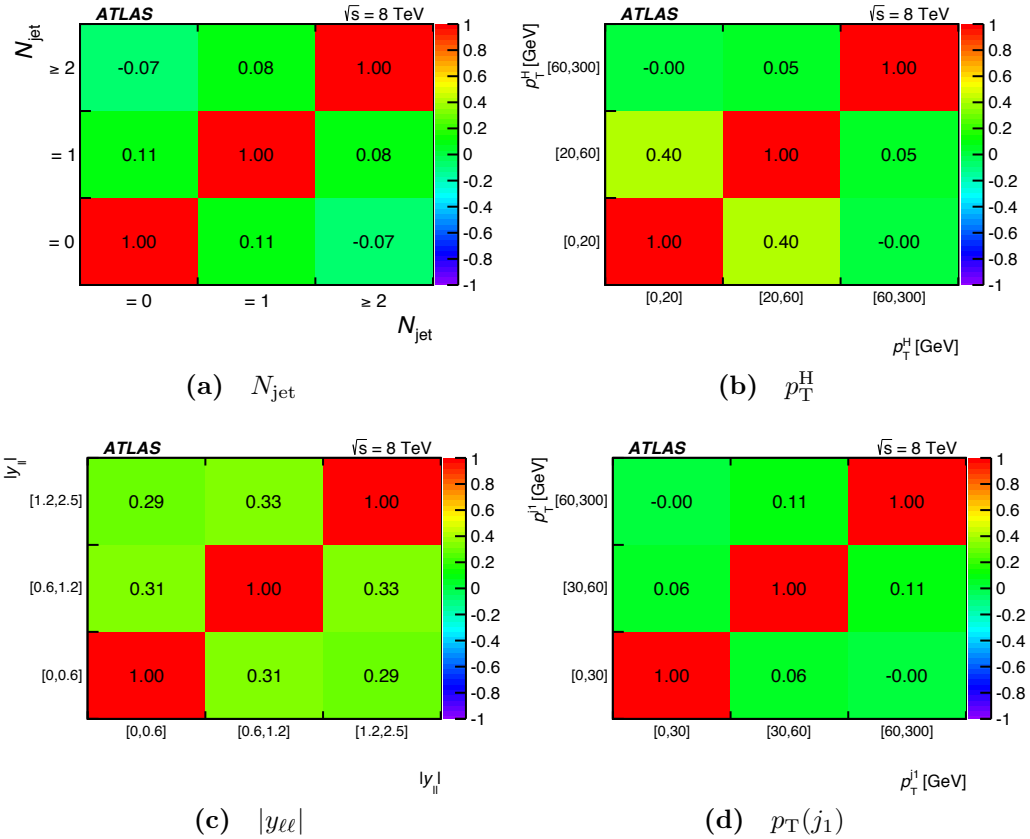 ATLAS √s = 8 TeV
N_jet
≥ 2 -0.07 0.08 1.00
= 1 0.11 1.00 0.08
= 0 1.00 0.11 -0.07
= 0 = 1 ≥ 2
N_jet
1
0.8
0.6
0.4
0.2
0
-0.2
-0.4
-0.6
-0.8
-1
(a) N_jet
ATLAS √s = 8 TeV
p_T^H [GeV]
[60,300] -0.00 0.05 1.00
[20,60] 0.40 1.00 0.05
[0,20] 1.00 0.40 -0.00
[0,20] [20,60] [60,300]
p_T^H [GeV]
1
0.8
0.6
0.4
0.2
0
-0.2
-0.4
-0.6
-0.8
-1
(b) p_T^H
ATLAS √s = 8 TeV
|y_ll|
[1.2,2.5] 0.29 0.33 1.00
[0.6,1.2] 0.31 1.00 0.33
[0,0.6] 1.00 0.31 0.29
[0,0.6] [0.6,1.2] [1.2,2.5]
|y_ll|
1
0.8
0.6
0.4
0.2
0
-0.2
-0.4
-0.6
-0.8
-1
(c) |y_ℓℓ|
ATLAS √s = 8 TeV
p_T^j1 [GeV]
[60,300] -0.00 0.11 1.00
[30,60] 0.06 1.00 0.11
[0,30] 1.00 0.06 -0.00
[0,30] [30,60] [60,300]
p_T^j1 [GeV]
1
0.8
0.6
0.4
0.2
0
-0.2
-0.4
-0.6
-0.8
-1
(d) p_T(j_1)